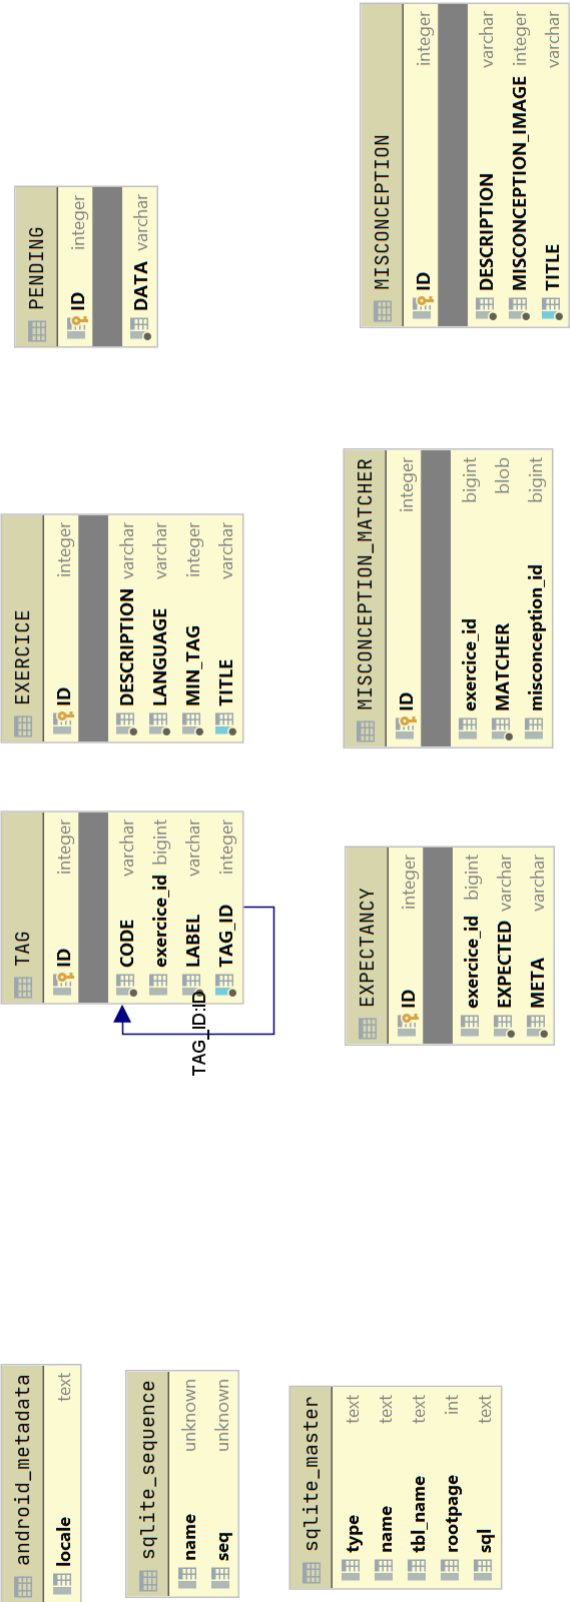 android_metadata
locale text
sqlite_sequence
name unknown
seq unknown
sqlite_master
type text
name text
tbl_name text
rootpage int
sql text
TAG
ID integer
CODE varchar
exercice_id bigint
LABEL varchar
TAG_ID integer
TAG_ID:ID
EXERCICE
ID integer
DESCRIPTION varchar
LANGUAGE varchar
MIN_TAG integer
TITLE varchar
PENDING
ID integer
DATA varchar
EXPECTANCY
ID integer
exercice_id bigint
EXPECTED varchar
META varchar
MISCONCEPTION_MATCHER
ID integer
exercice_id bigint
MATCHER blob
misconception_id bigint
MISCONCEPTION
ID integer
DESCRIPTION varchar
MISCONCEPTION_IMAGE integer
TITLE varchar